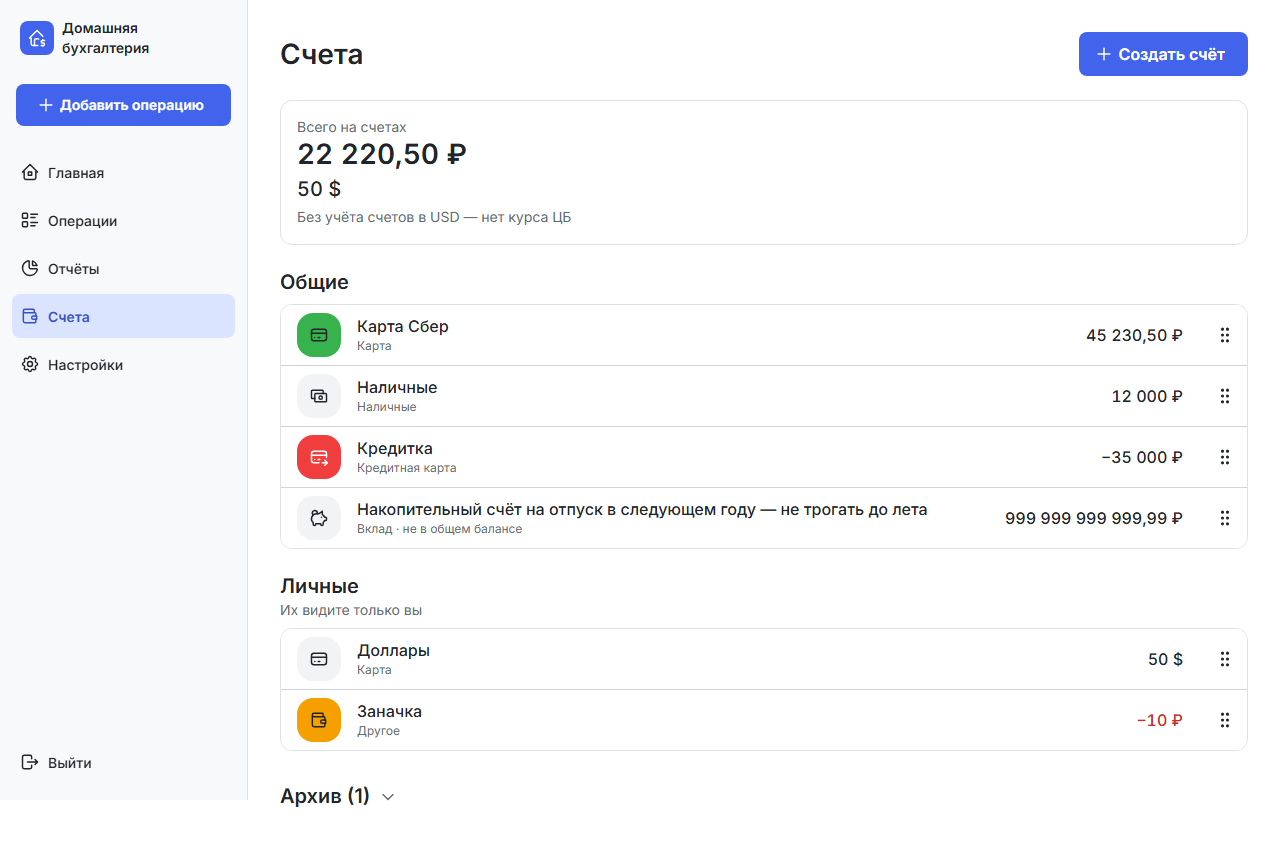 Домашняя
бухгалтерия
Добавить операцию
Главная
Операции
Отчёты
Счета
Настройки
Выйти
Счета
Создать счёт
Всего на счетах
22 220,50 ₽
50 $
Без учёта счетов в USD — нет курса ЦБ
Общие
Карта Сбер
Карта
45 230,50 ₽
Наличные
Наличные
12 000 ₽
Кредитка
Кредитная карта
−35 000 ₽
Накопительный счёт на отпуск в следующем году — не трогать до лета
Вклад · не в общем балансе
999 999 999 999,99 ₽
Личные
Их видите только вы
Доллары
Карта
50 $
Заначка
Другое
−10 ₽
Архив (1)